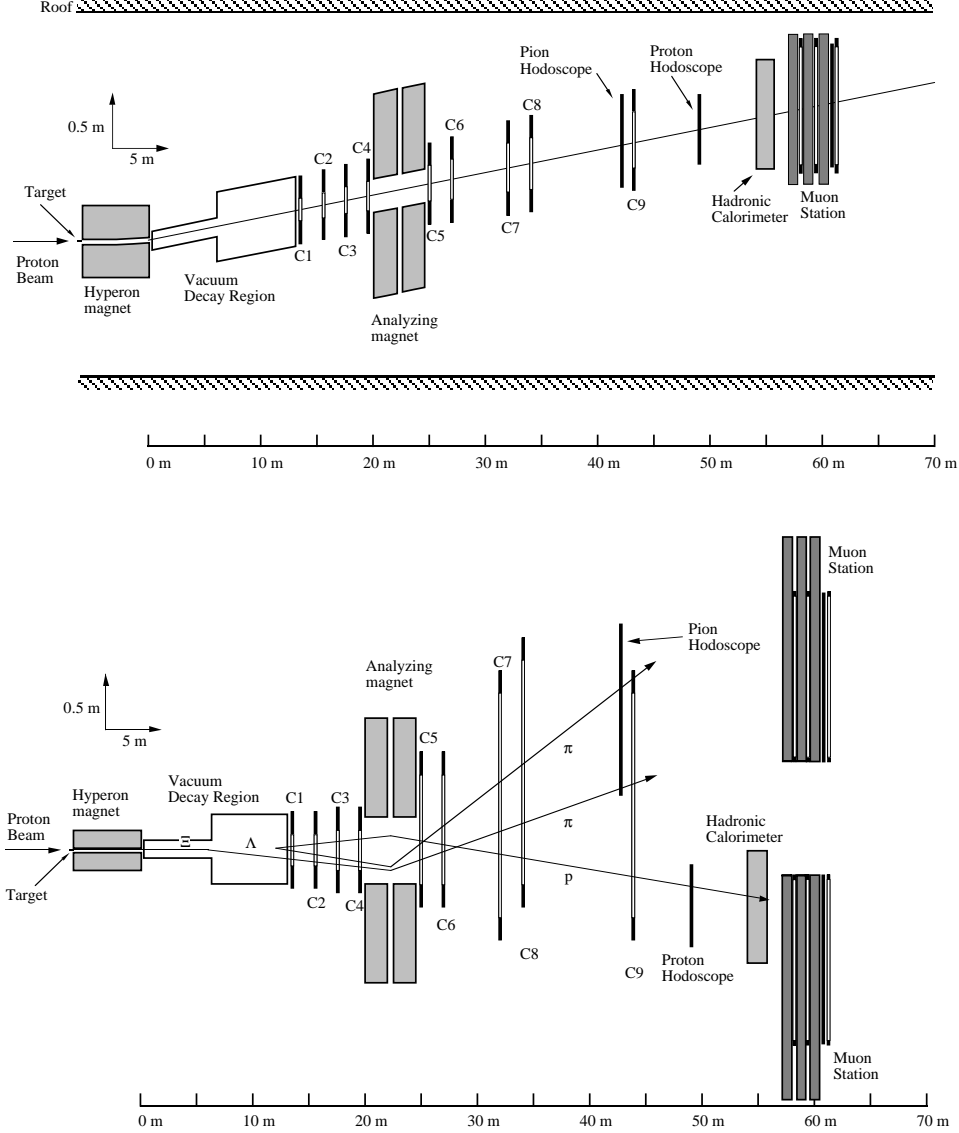 Roof
0.5 m
5 m
Target
Proton
Beam
Hyperon
magnet
Vacuum
Decay Region
C1
C2
C3
C4
Analyzing
magnet
C5
C6
C7
C8
Pion
Hodoscope
C9
Proton
Hodoscope
Hadronic
Calorimeter
Muon
Station
0 m
10 m
20 m
30 m
40 m
50 m
60 m
70 m
Muon
Station
Pion
Hodoscope
Analyzing
magnet
C7
0.5 m
5 m
C5
π
Vacuum
Decay Region
Hyperon
magnet
C1
C3
Proton
Beam
Ξ
Λ
π
Hadronic
Calorimeter
p
Target
C2
C4
C6
C8
C9
Proton
Hodoscope
Muon
Station
0 m
10 m
20 m
30 m
40 m
50 m
60 m
70 m